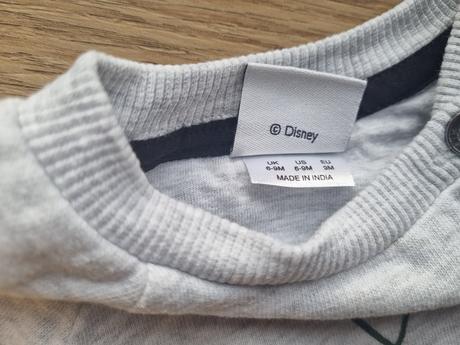 © Disney
UK US EU
6-9M 6-9M 9M
MADE IN INDIA